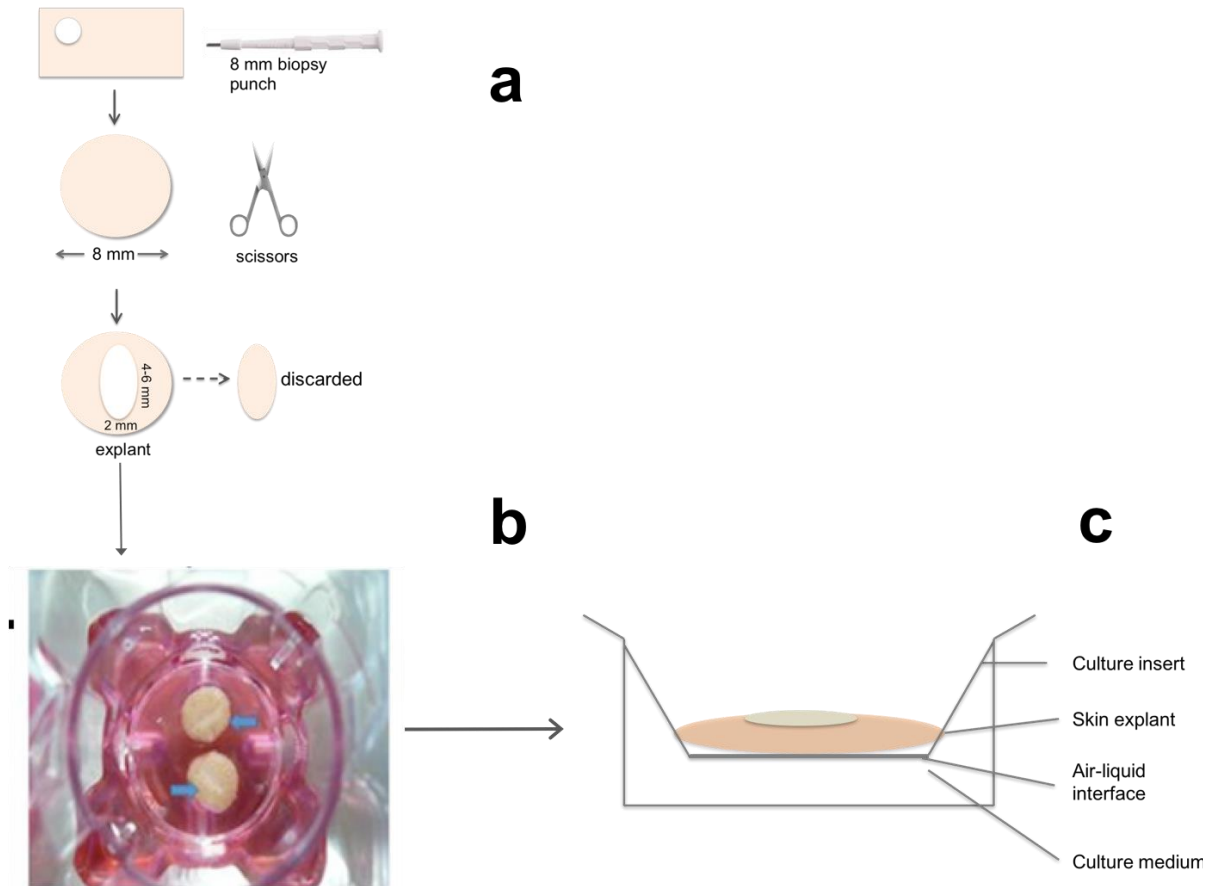 8 mm biopsy
punch
a
8 mm
scissors
4-6 mm
2 mm
discarded
explant
b
c
Culture insert
Skin explant
Air-liquid
interface
Culture medium